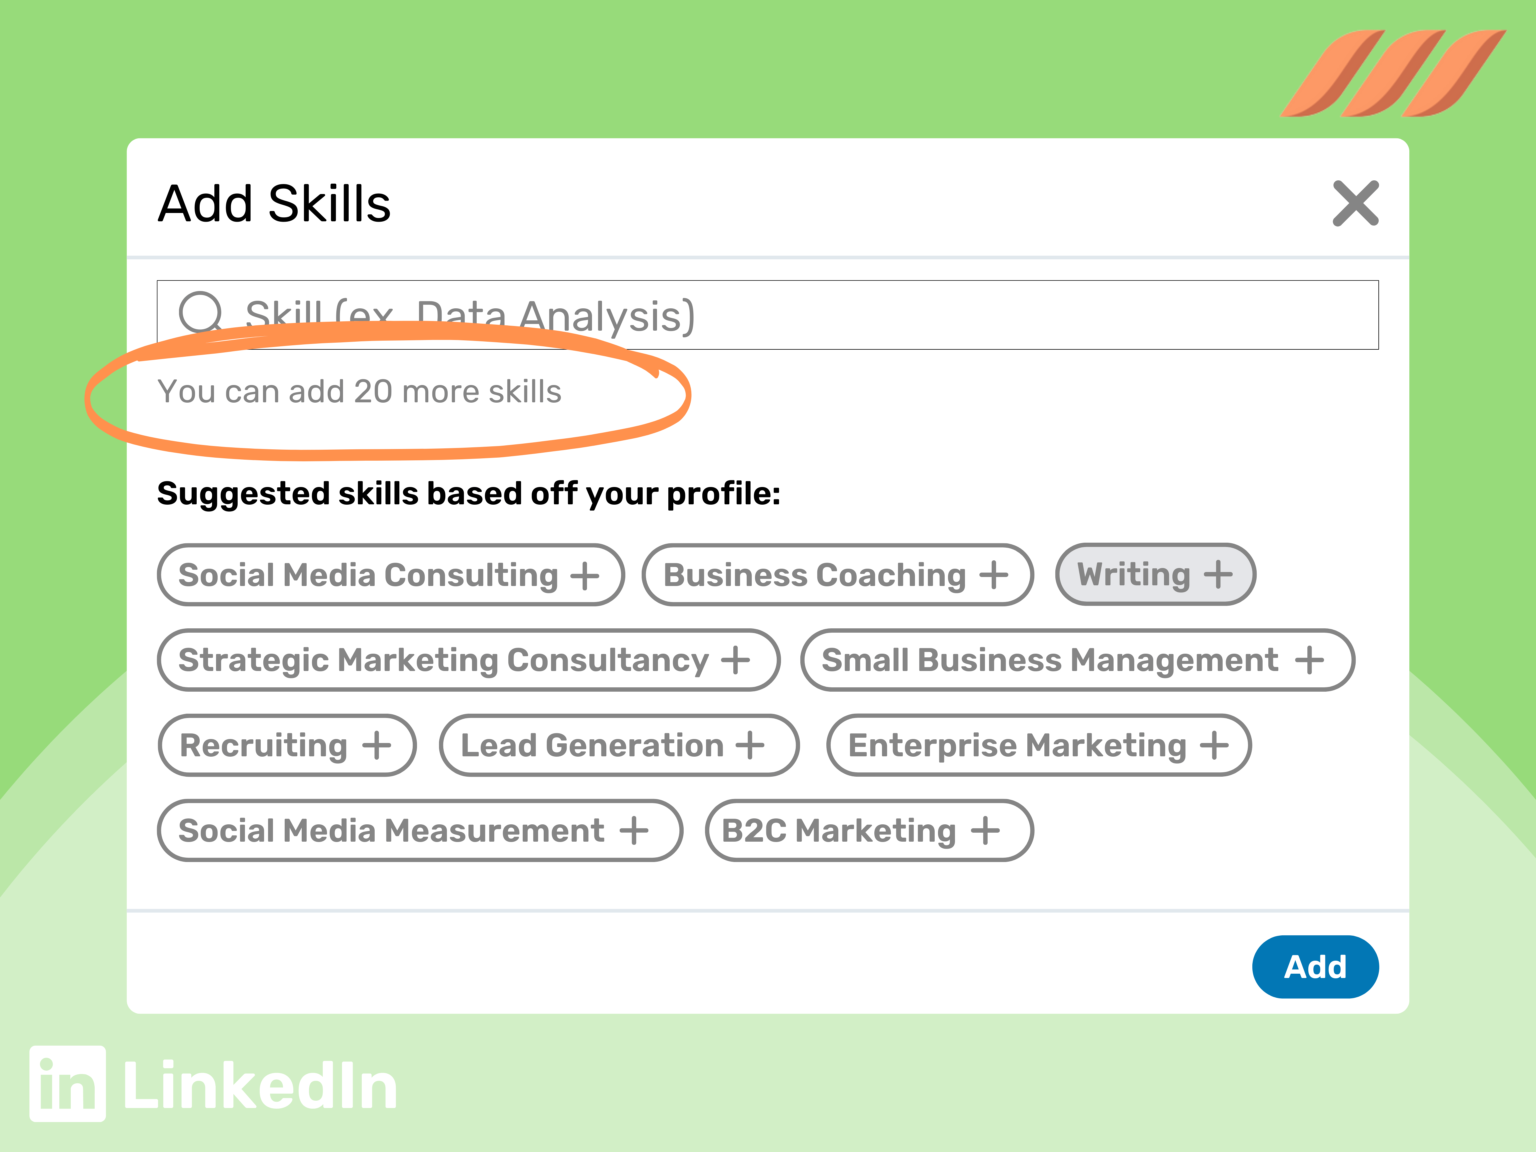 Add Skills
Skill (ex. Data Analysis)
You can add 20 more skills
Suggested skills based off your profile:
Social Media Consulting +
Business Coaching +
Writing +
Strategic Marketing Consultancy +
Small Business Management +
Recruiting +
Lead Generation +
Enterprise Marketing +
Social Media Measurement +
B2C Marketing +
Add
in LinkedIn